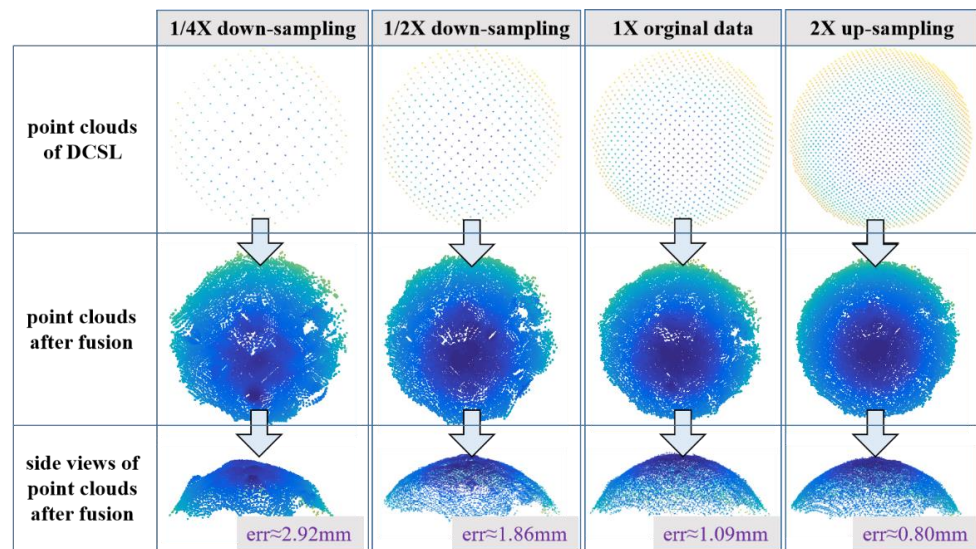 1/4X down-sampling
1/2X down-sampling
1X orginal data
2X up-sampling
point clouds
of DCSL
point clouds
after fusion
side views of
point clouds
after fusion
err≈2.92mm
err≈1.86mm
err≈1.09mm
err≈0.80mm